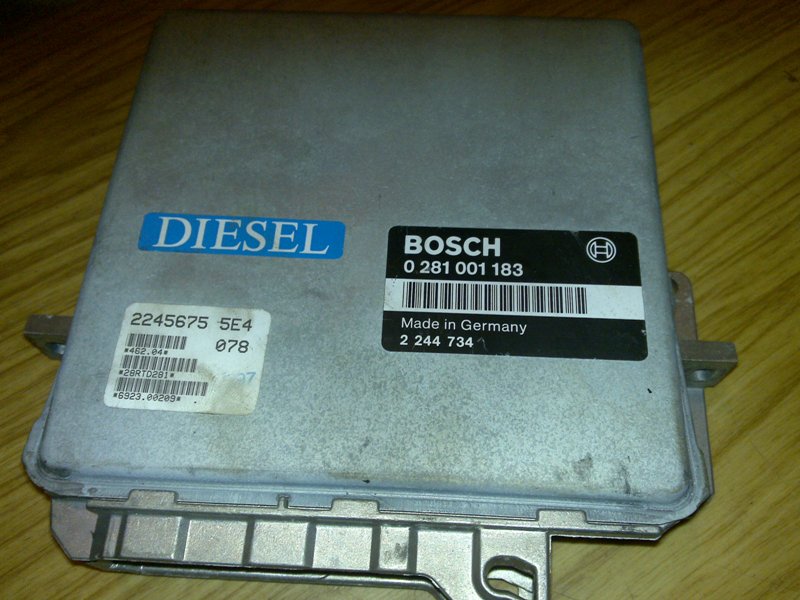 DIESEL
BOSCH
0 281 001 183
Made in Germany
2 244 734
2245675 5E4
078
*462.04*
*28RTD281*
*6923.00209*